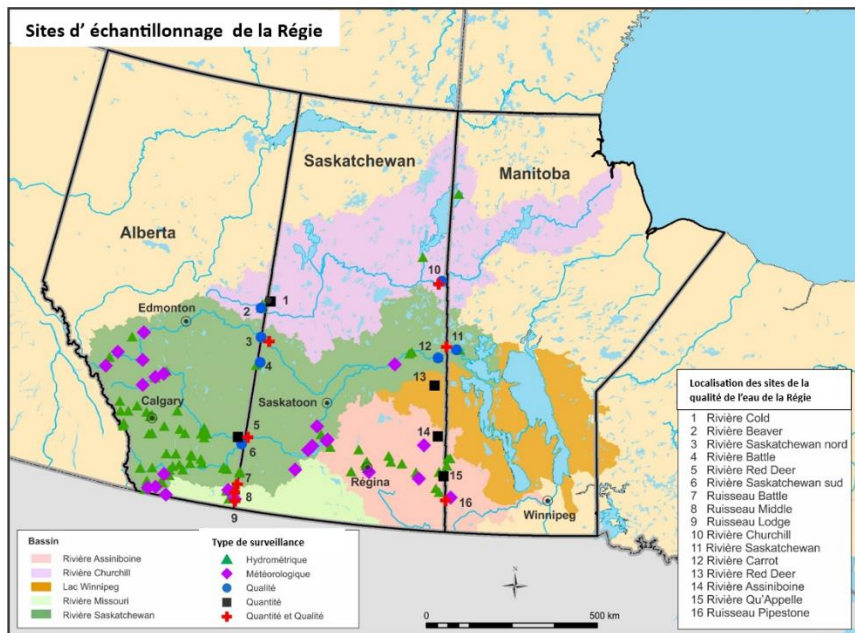 Sites d' échantillonnage de la Régie
Saskatchewan
Manitoba
Alberta
10
1
2
Edmonton
3
11
12
4
13
Saskatoon
Calgary
5
14
6
Régina
15
7
8
16
Winnipeg
9
Localisation des sites de la
qualité de l'eau de la Régie
1 Rivière Cold
2 Rivière Beaver
3 Rivière Saskatchewan nord
4 Rivière Battle
5 Rivière Red Deer
6 Rivière Saskatchewan sud
7 Ruisseau Battle
8 Ruisseau Middle
9 Ruisseau Lodge
10 Rivière Churchill
11 Rivière Saskatchewan
12 Rivière Carrot
13 Rivière Red Deer
14 Rivière Assiniboine
15 Rivière Qu'Appelle
16 Ruisseau Pipestone
Bassin
Rivière Assiniboine
Rivière Churchill
Lac Winnipeg
Rivière Missouri
Rivière Saskatchewan
Type de surveillance
Hydrométrique
Météorologique
Qualité
Quantité
Quantité et Qualité
N
0
500 km